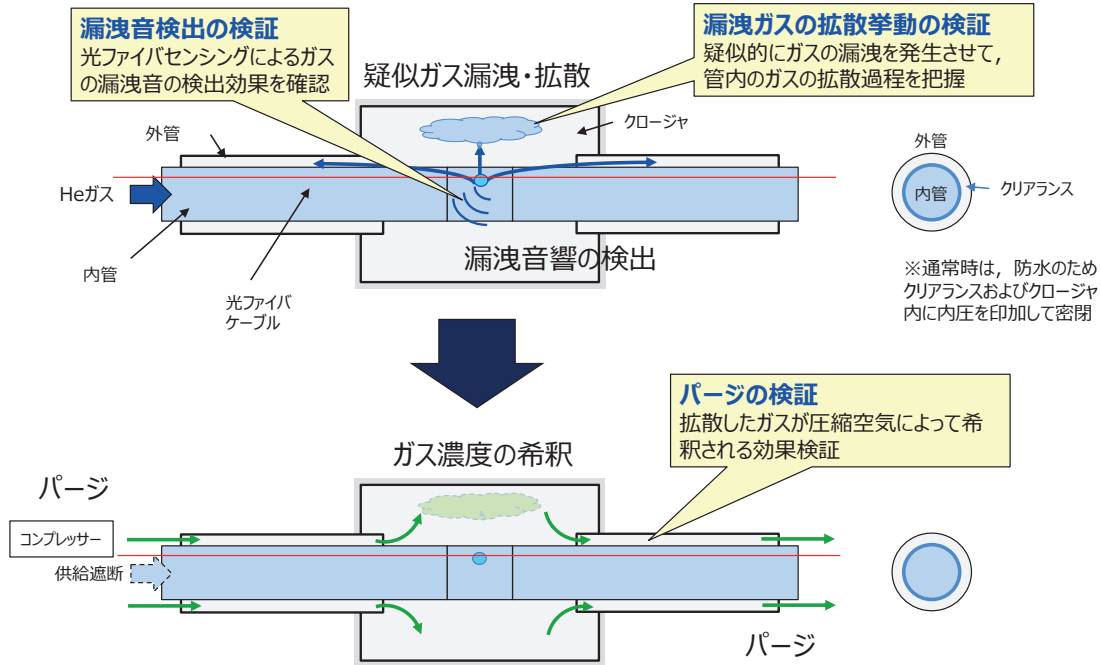 漏洩音検出の検証
光ファイバセンシングによるガス
の漏洩音の検出効果を確認
漏洩ガスの拡散挙動の検証
疑似的にガスの漏洩を発生させて，
管内のガスの拡散過程を把握
疑似ガス漏洩・拡散
クロージャ
外管
Heガス
内管
光ファイバ
ケーブル
漏洩音響の検出
外管
内管
クリアランス
※通常時は，防水のため
クリアランスおよびクロージャ
内に内圧を印加して密閉
パージの検証
拡散したガスが圧縮空気によって希
釈される効果検証
ガス濃度の希釈
パージ
コンプレッサー
供給遮断
パージ